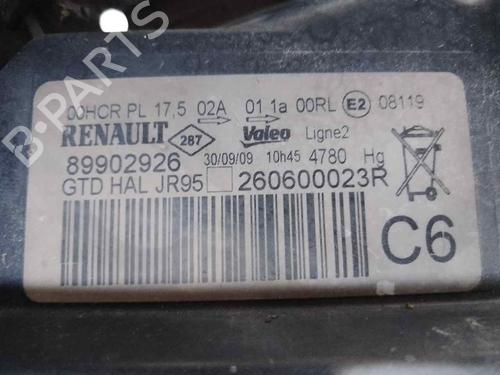 B-PARTS
00HCR PL 17,5 02A 01 1a 00RL E2 08119
RENAULT 287 Valeo Ligne2
89902926 30/09/09 10h45 4780 Hg
GTD HAL JR95 260600023R
C6